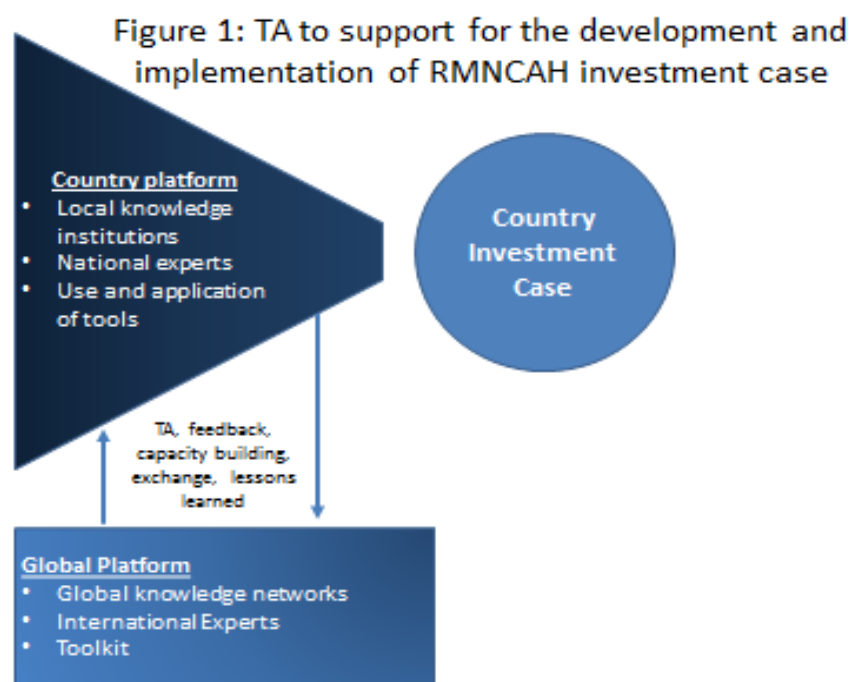 Figure 1: TA to support for the development and
implementation of RMNCAH investment case
Country platform
• Local knowledge
institutions
• National experts
• Use and application
of tools
Country
Investment
Case
TA, feedback,
capacity building,
exchange, lessons
learned
Global Platform
• Global knowledge networks
• International Experts
• Toolkit